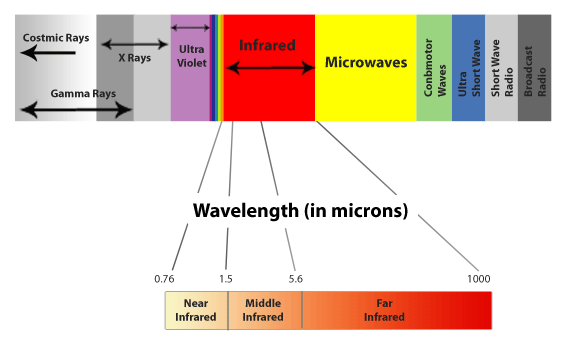 Costmic Rays
X Rays
Gamma Rays
Ultra
Violet
Infrared
Microwaves
Conbmotor
Waves
Ultra
Short Wave
Short Wave
Radio
Broadcast
Radio
Wavelength (in microns)
0.76
1.5
5.6
1000
Near
Infrared
Middle
Infrared
Far
Infrared